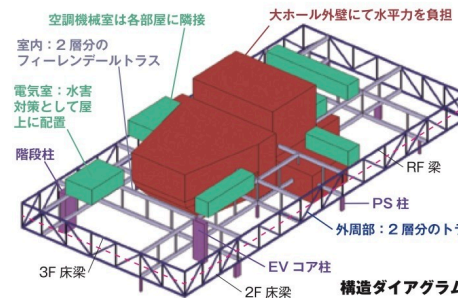 空調機械室は各部屋に隣接
大ホール外壁にて水平力を負担
室内：2 層分の
フィーレンデールトラス
電気室：水害
対策として屋
上に配置
階段柱
RF 梁
PS 柱
外周部：2 層分のト
EV コア柱
3F 床梁
2F 床梁
構造ダイアグラム